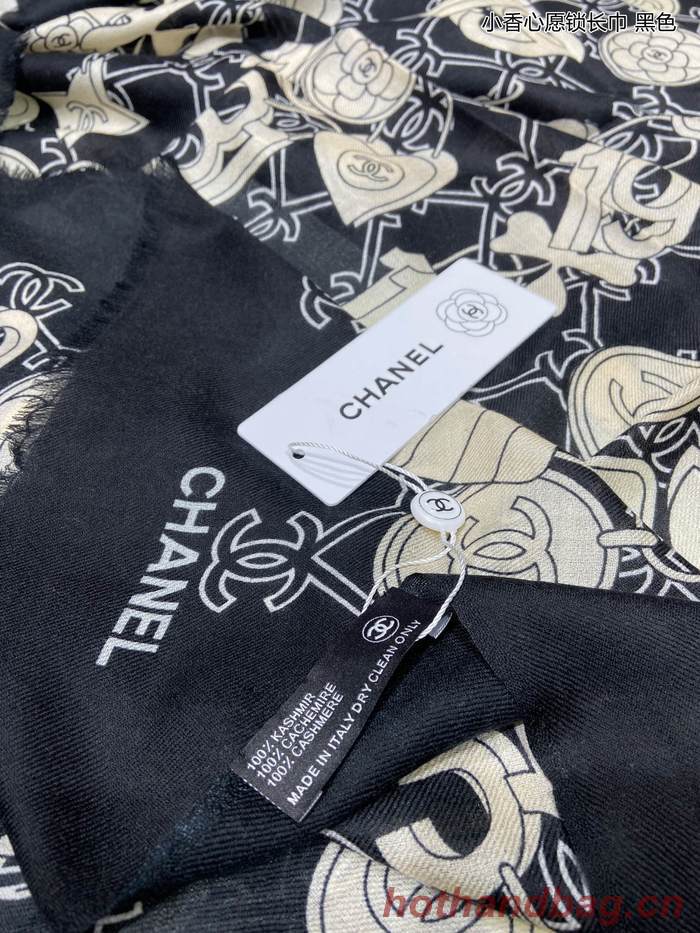 小香心愿锁长巾 黑色
19
CHANEL
CHANEL
100% KASHMIR
100% CACHEMIRE
100% CASHMERE
MADE IN ITALY DRY CLEAN ONLY
hothandbag.cn